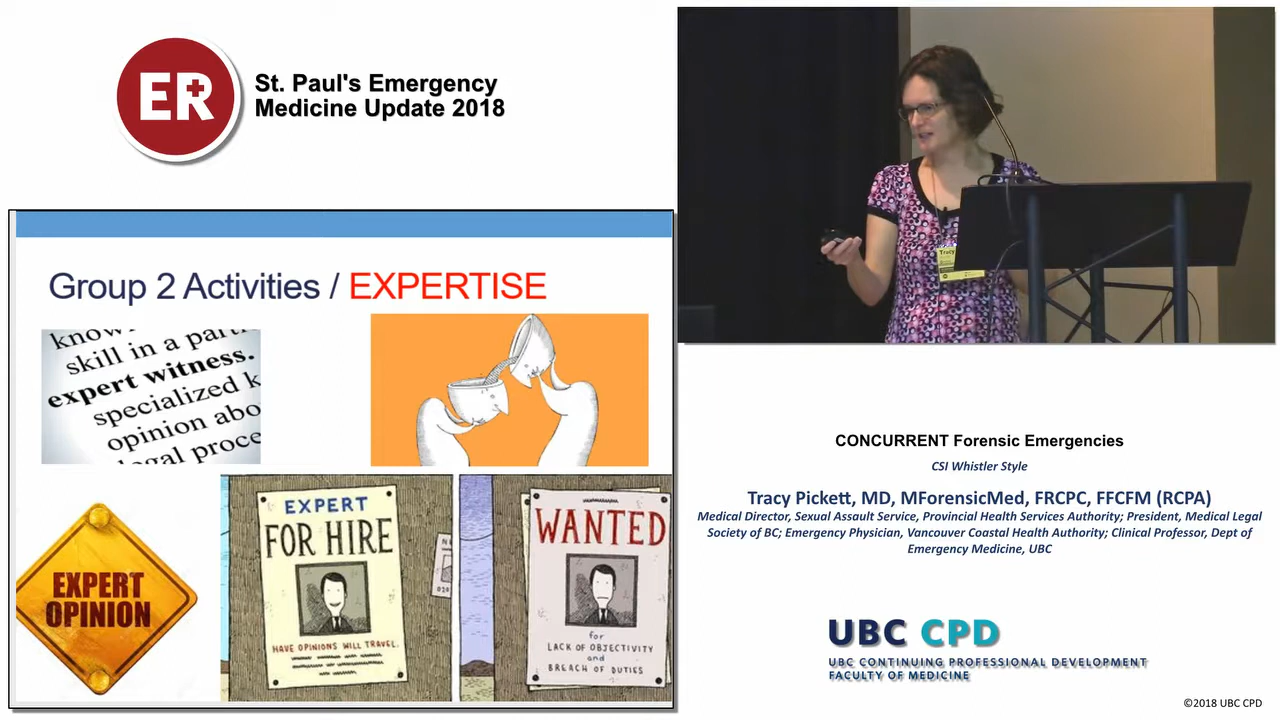 ER
St. Paul's Emergency
Medicine Update 2018
Group 2 Activities / EXPERTISE
skill in a part
expert witness.
specialized k
opinion abo
legal proce
EXPERT
OPINION
EXPERT
FOR HIRE
HAVE OPINIONS WILL TRAVEL.
WANTED
for
LACK OF OBJECTIVITY
and
BREACH OF DUTIES
Tracy
CONCURRENT Forensic Emergencies
CSI Whistler Style
Tracy Pickett, MD, MForensicMed, FRCPC, FFCFM (RCPA)
Medical Director, Sexual Assault Service, Provincial Health Services Authority; President, Medical Legal
Society of BC; Emergency Physician, Vancouver Coastal Health Authority; Clinical Professor, Dept of
Emergency Medicine, UBC
UBC CPD
UBC CONTINUING PROFESSIONAL DEVELOPMENT
FACULTY OF MEDICINE
©2018 UBC CPD